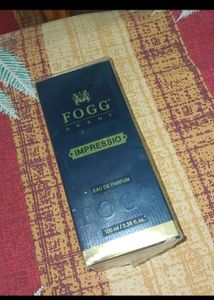 FOGG
SCENT
IMPRESSIO
EAU DE PARFUM
100 ml / 3.38 fl.oz.